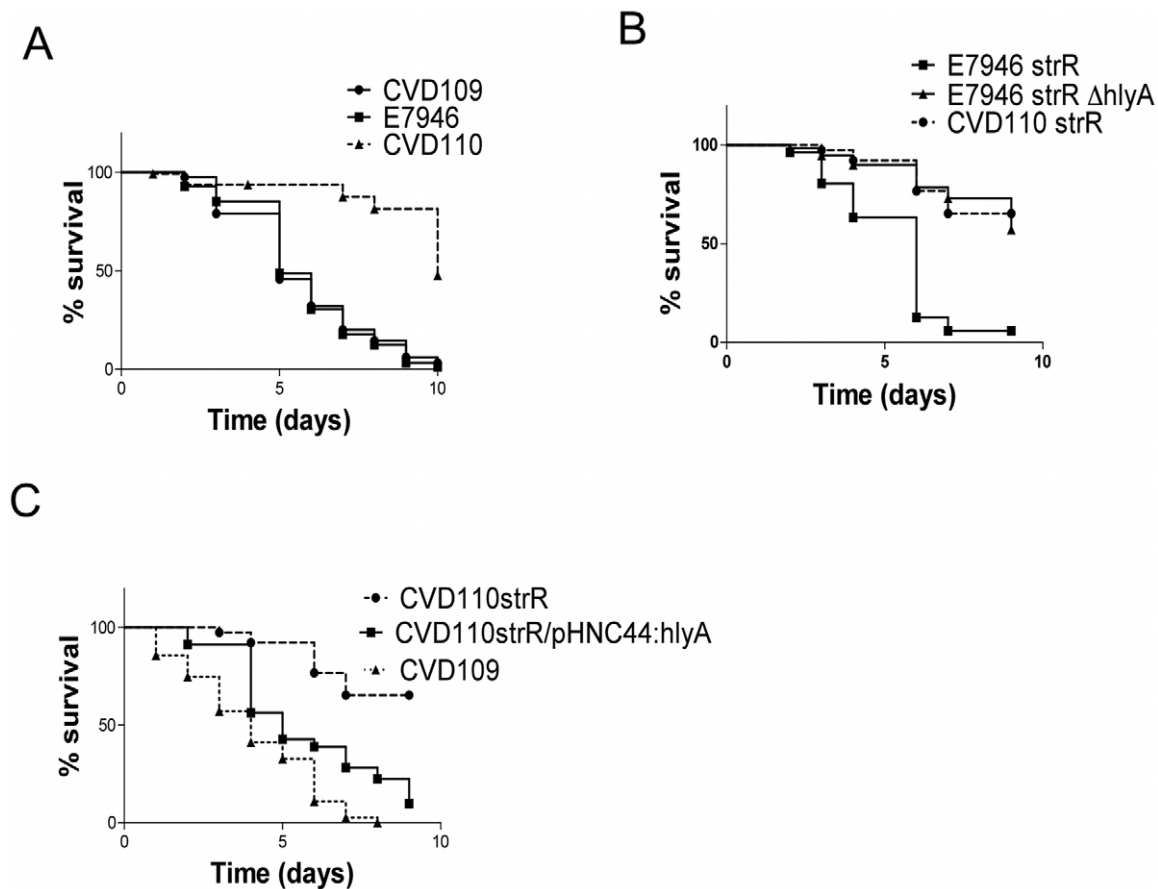 A
CVD109
E7946
CVD110
100
50
0
% survival
0
5
10
Time (days)
B
E7946 strR
E7946 strR ΔhlyA
CVD110 strR
100
50
0
% survival
0
5
10
Time (days)
C
CVD110strR
CVD110strR/pHNC44:hlyA
CVD109
100
50
0
% survival
0
5
10
Time (days)